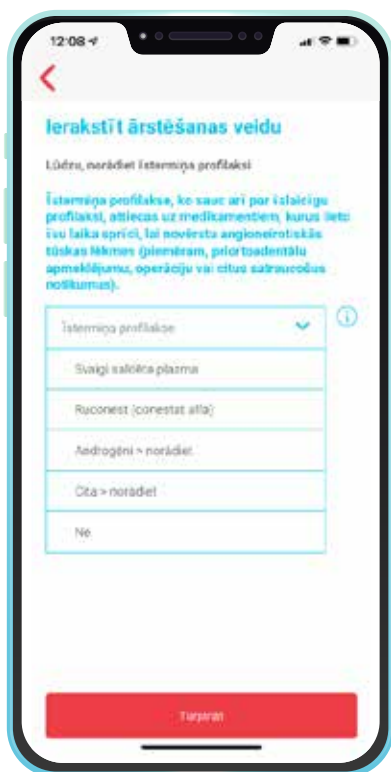 12:08
Ierakstīt ārstēšanas veidu
Lūdzu, norādiet īstermiņa profilaksi
Īstermiņa profilakse, ko sauc arī par īslaicīgu
profilaksi, attiecas uz medikamentiem, kurus lieto
īsu laika sprīdi, lai novērstu angioneirotiskās
tūskas lēkmes (piemēram,
apmeklējumu, operāciju vai citus satraucošus
notikumus).
Īstermiņa profilakse
Svaigi saldēta plazma
Ruconest (conestat alfa)
Androgēni > norādiet
Cita > norādiet
Nē
Turpināt